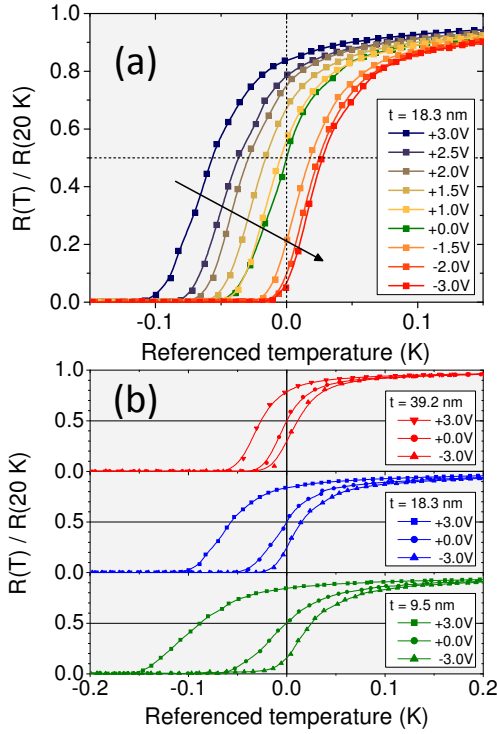 (a)
R(T) / R(20 K)
1.0
0.8
0.6
0.4
0.2
0.0
t = 18.3 nm
+3.0V
+2.5V
+2.0V
+1.5V
+1.0V
+0.0V
-1.5V
-2.0V
-3.0V
-0.1 0.0 0.1
Referenced temperature (K)
(b)
R(T) / R(20 K)
1.0
0.5
0.0
t = 39.2 nm
+3.0V
+0.0V
-3.0V
0.5
0.0
t = 18.3 nm
+3.0V
+0.0V
-3.0V
0.5
0.0
t = 9.5 nm
+3.0V
+0.0V
-3.0V
-0.2 -0.1 0.0 0.1 0.2
Referenced temperature (K)